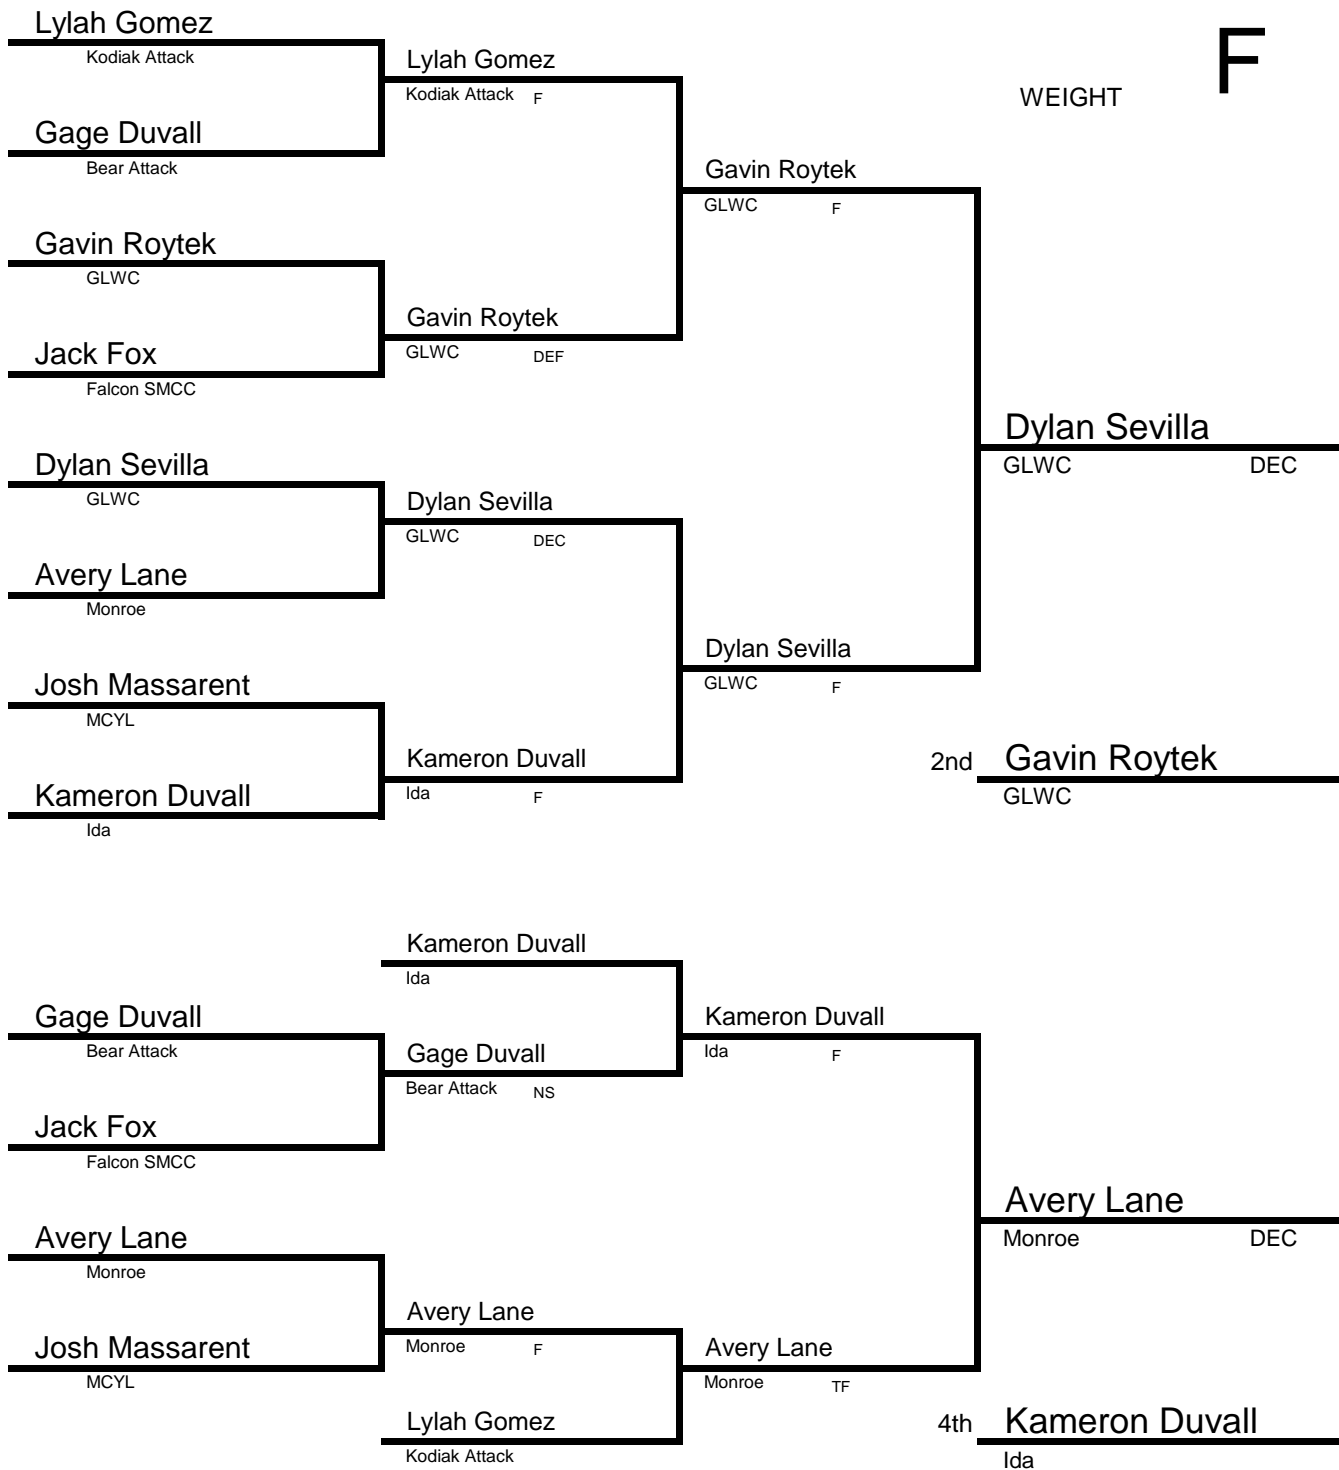 Lylah Gomez
Kodiak Attack
Lylah Gomez
Kodiak Attack F
WEIGHT F
Gage Duvall
Bear Attack
Gavin Roytek
GLWC F
Gavin Roytek
GLWC
Gavin Roytek
GLWC DEF
Jack Fox
Falcon SMCC
Dylan Sevilla
GLWC DEC
Dylan Sevilla
GLWC
Dylan Sevilla
GLWC DEC
Avery Lane
Monroe
Dylan Sevilla
GLWC F
Josh Massarent
MCYL
Kameron Duvall
Ida F
2nd Gavin Roytek
GLWC
Kameron Duvall
Ida
Kameron Duvall
Ida
Gage Duvall
Bear Attack
Kameron Duvall
Ida F
Gage Duvall
Bear Attack NS
Jack Fox
Falcon SMCC
Avery Lane
Monroe DEC
Avery Lane
Monroe
Avery Lane
Monroe F
Josh Massarent
MCYL
Avery Lane
Monroe TF
Lylah Gomez
Kodiak Attack
4th Kameron Duvall
Ida